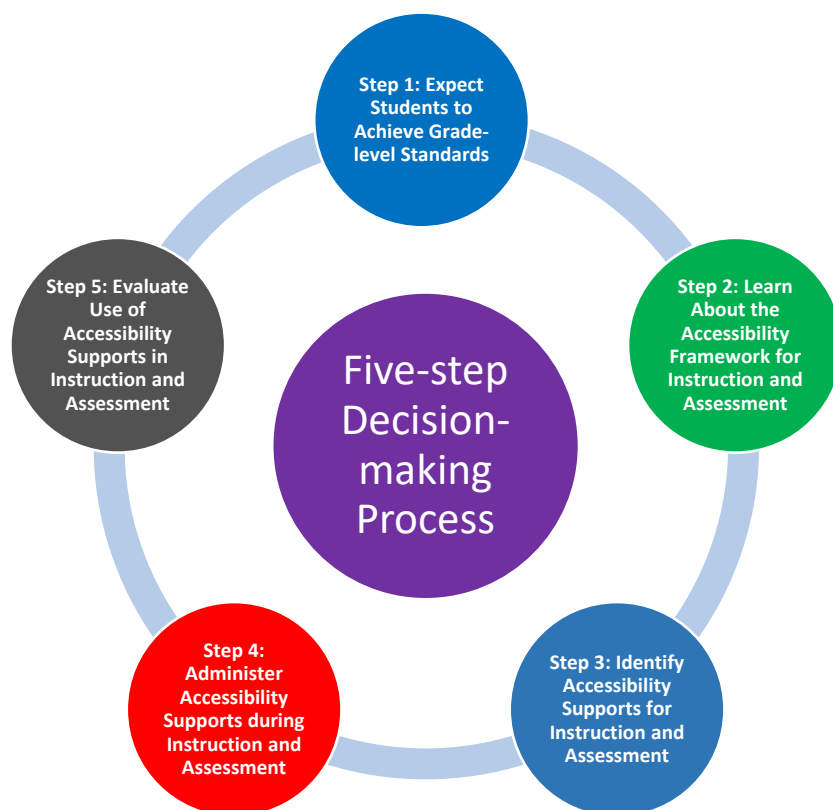 Step 1: Expect
Students to
Achieve Grade-
level Standards
Step 2: Learn
About the
Accessibility
Framework for
Instruction and
Assessment
Step 3: Identify
Accessibility
Supports for
Instruction and
Assessment
Step 4:
Administer
Accessibility
Supports during
Instruction and
Assessment
Step 5: Evaluate
Use of
Accessibility
Supports in
Instruction and
Assessment
Five-step
Decision-
making
Process